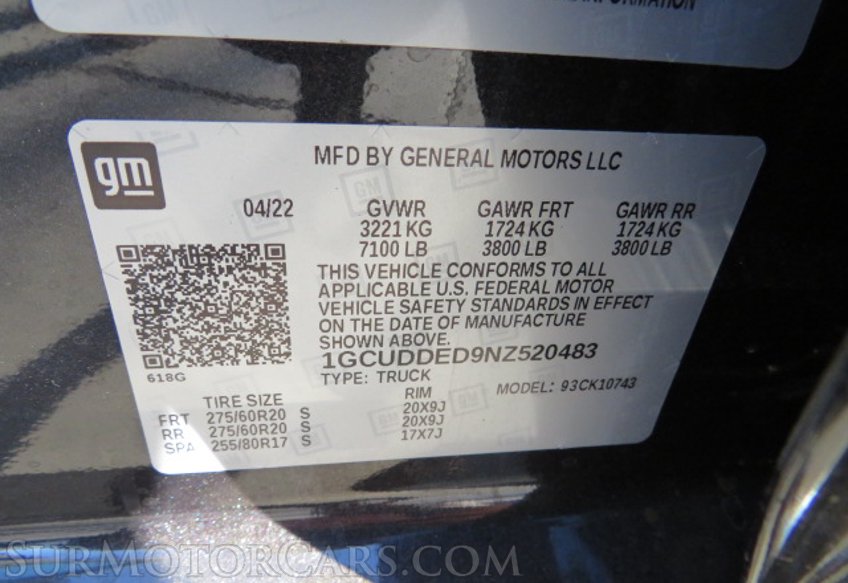 INFORMATION
GM
gm
MFD BY GENERAL MOTORS LLC
04/22 GVWR GAWR FRT GAWR RR
3221 KG 1724 KG 1724 KG
7100 LB 3800 LB 3800 LB
THIS VEHICLE CONFORMS TO ALL
APPLICABLE U.S. FEDERAL MOTOR
VEHICLE SAFETY STANDARDS IN EFFECT
ON THE DATE OF MANUFACTURE
SHOWN ABOVE.
1GCUDDED9NZ520483
618G TYPE: TRUCK MODEL: 93CK10743
TIRE SIZE RIM
FRT 275/60R20 S 20X9J
RR 275/60R20 S 20X9J
SPA 255/80R17 S 17X7J
SurMotorCars.com